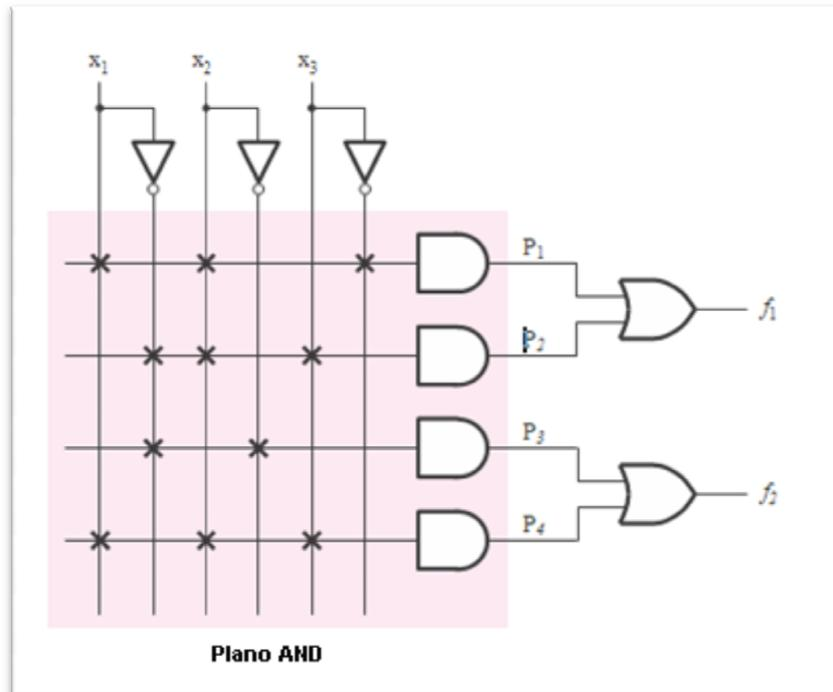 x₁ x₂ x₃
P₁
f₁
P₂
P₃
f₂
P₄
Plano AND